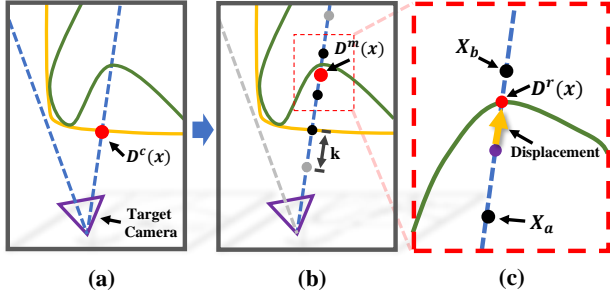 D^c(x)
Target
Camera
(a)
D^m(x)
k
(b)
X_b
D^r(x)
Displacement
X_a
(c)